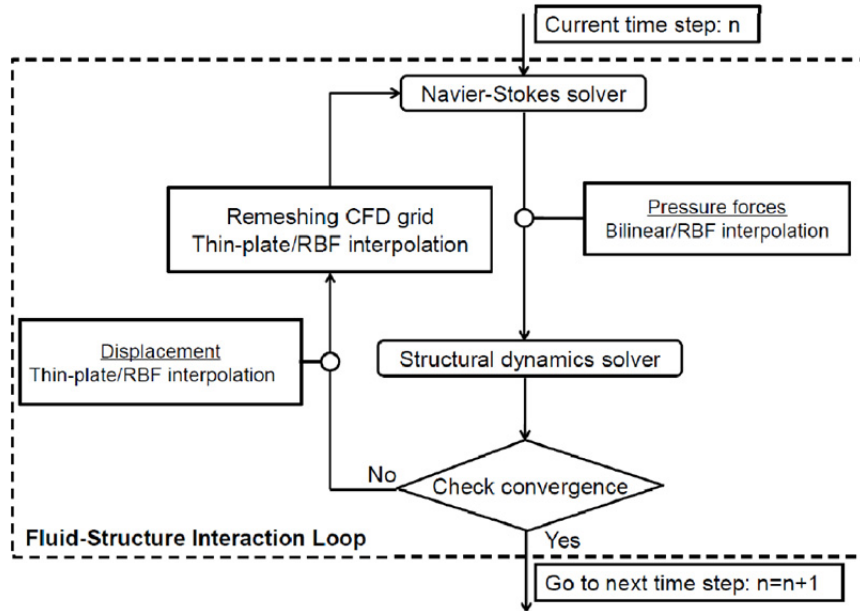 Current time step: n
Navier-Stokes solver
Remeshing CFD grid
Thin-plate/RBF interpolation
Pressure forces
Bilinear/RBF interpolation
Displacement
Thin-plate/RBF interpolation
Structural dynamics solver
No
Check convergence
Fluid-Structure Interaction Loop
Yes
Go to next time step: n=n+1